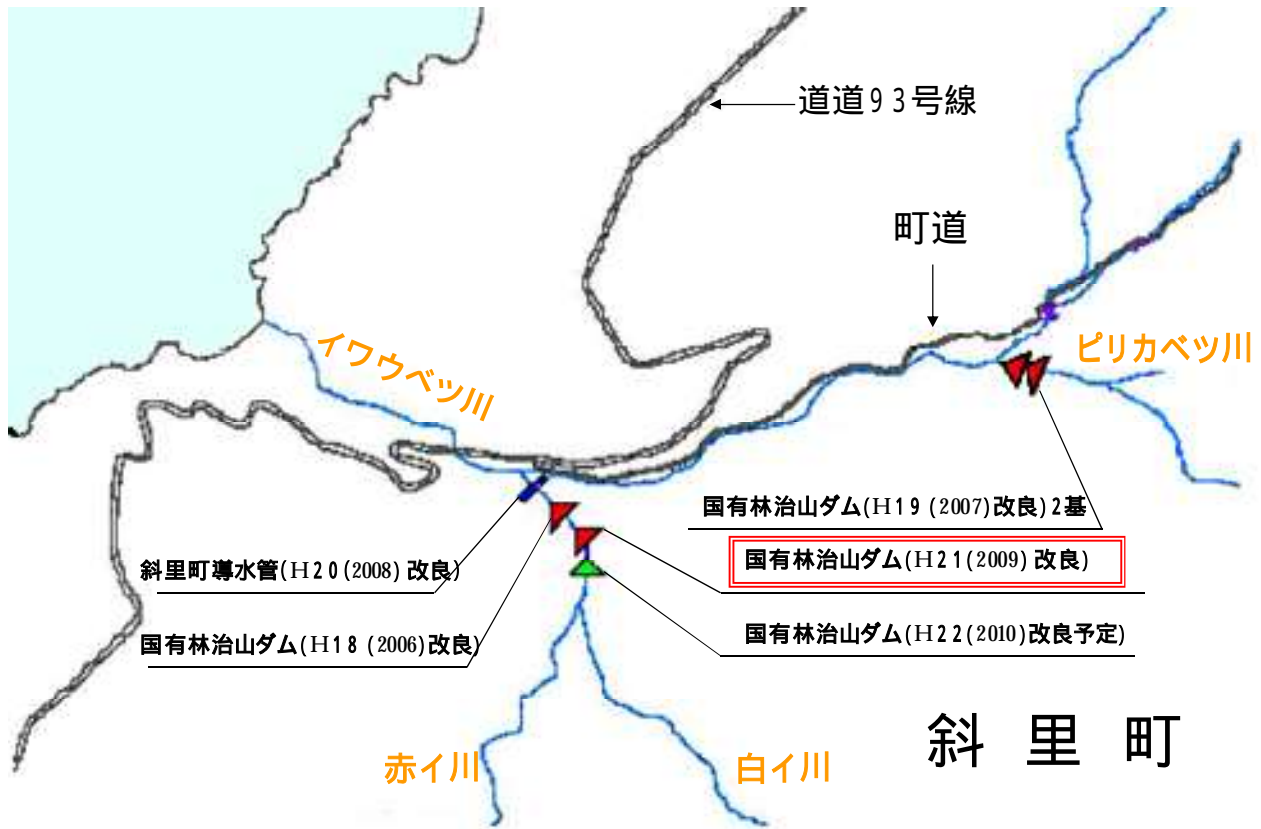 道道93号線
町道
イワウベツ川
ピリカベツ川
国有林治山ダム(H19 (2007)改良)2基
国有林治山ダム(H21(2009) 改良)
斜里町導水管(H20(2008) 改良)
国有林治山ダム(H22(2010)改良予定)
国有林治山ダム(H18 (2006)改良)
斜里町
赤イ川
白イ川